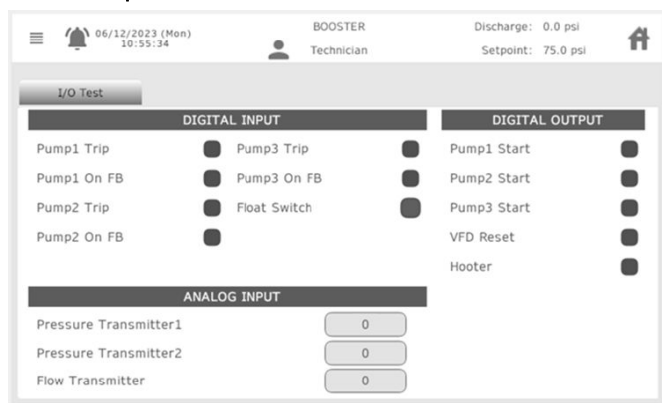 06/12/2023 (Mon)
10:55:34
BOOSTER
Technician
Discharge: 0.0 psi
Setpoint: 75.0 psi
I/O Test
DIGITAL INPUT
Pump1 Trip
Pump3 Trip
Pump1 On FB
Pump3 On FB
Pump2 Trip
Float Switch
Pump2 On FB
DIGITAL OUTPUT
Pump1 Start
Pump2 Start
Pump3 Start
VFD Reset
Hooter
ANALOG INPUT
Pressure Transmitter1 0
Pressure Transmitter2 0
Flow Transmitter 0